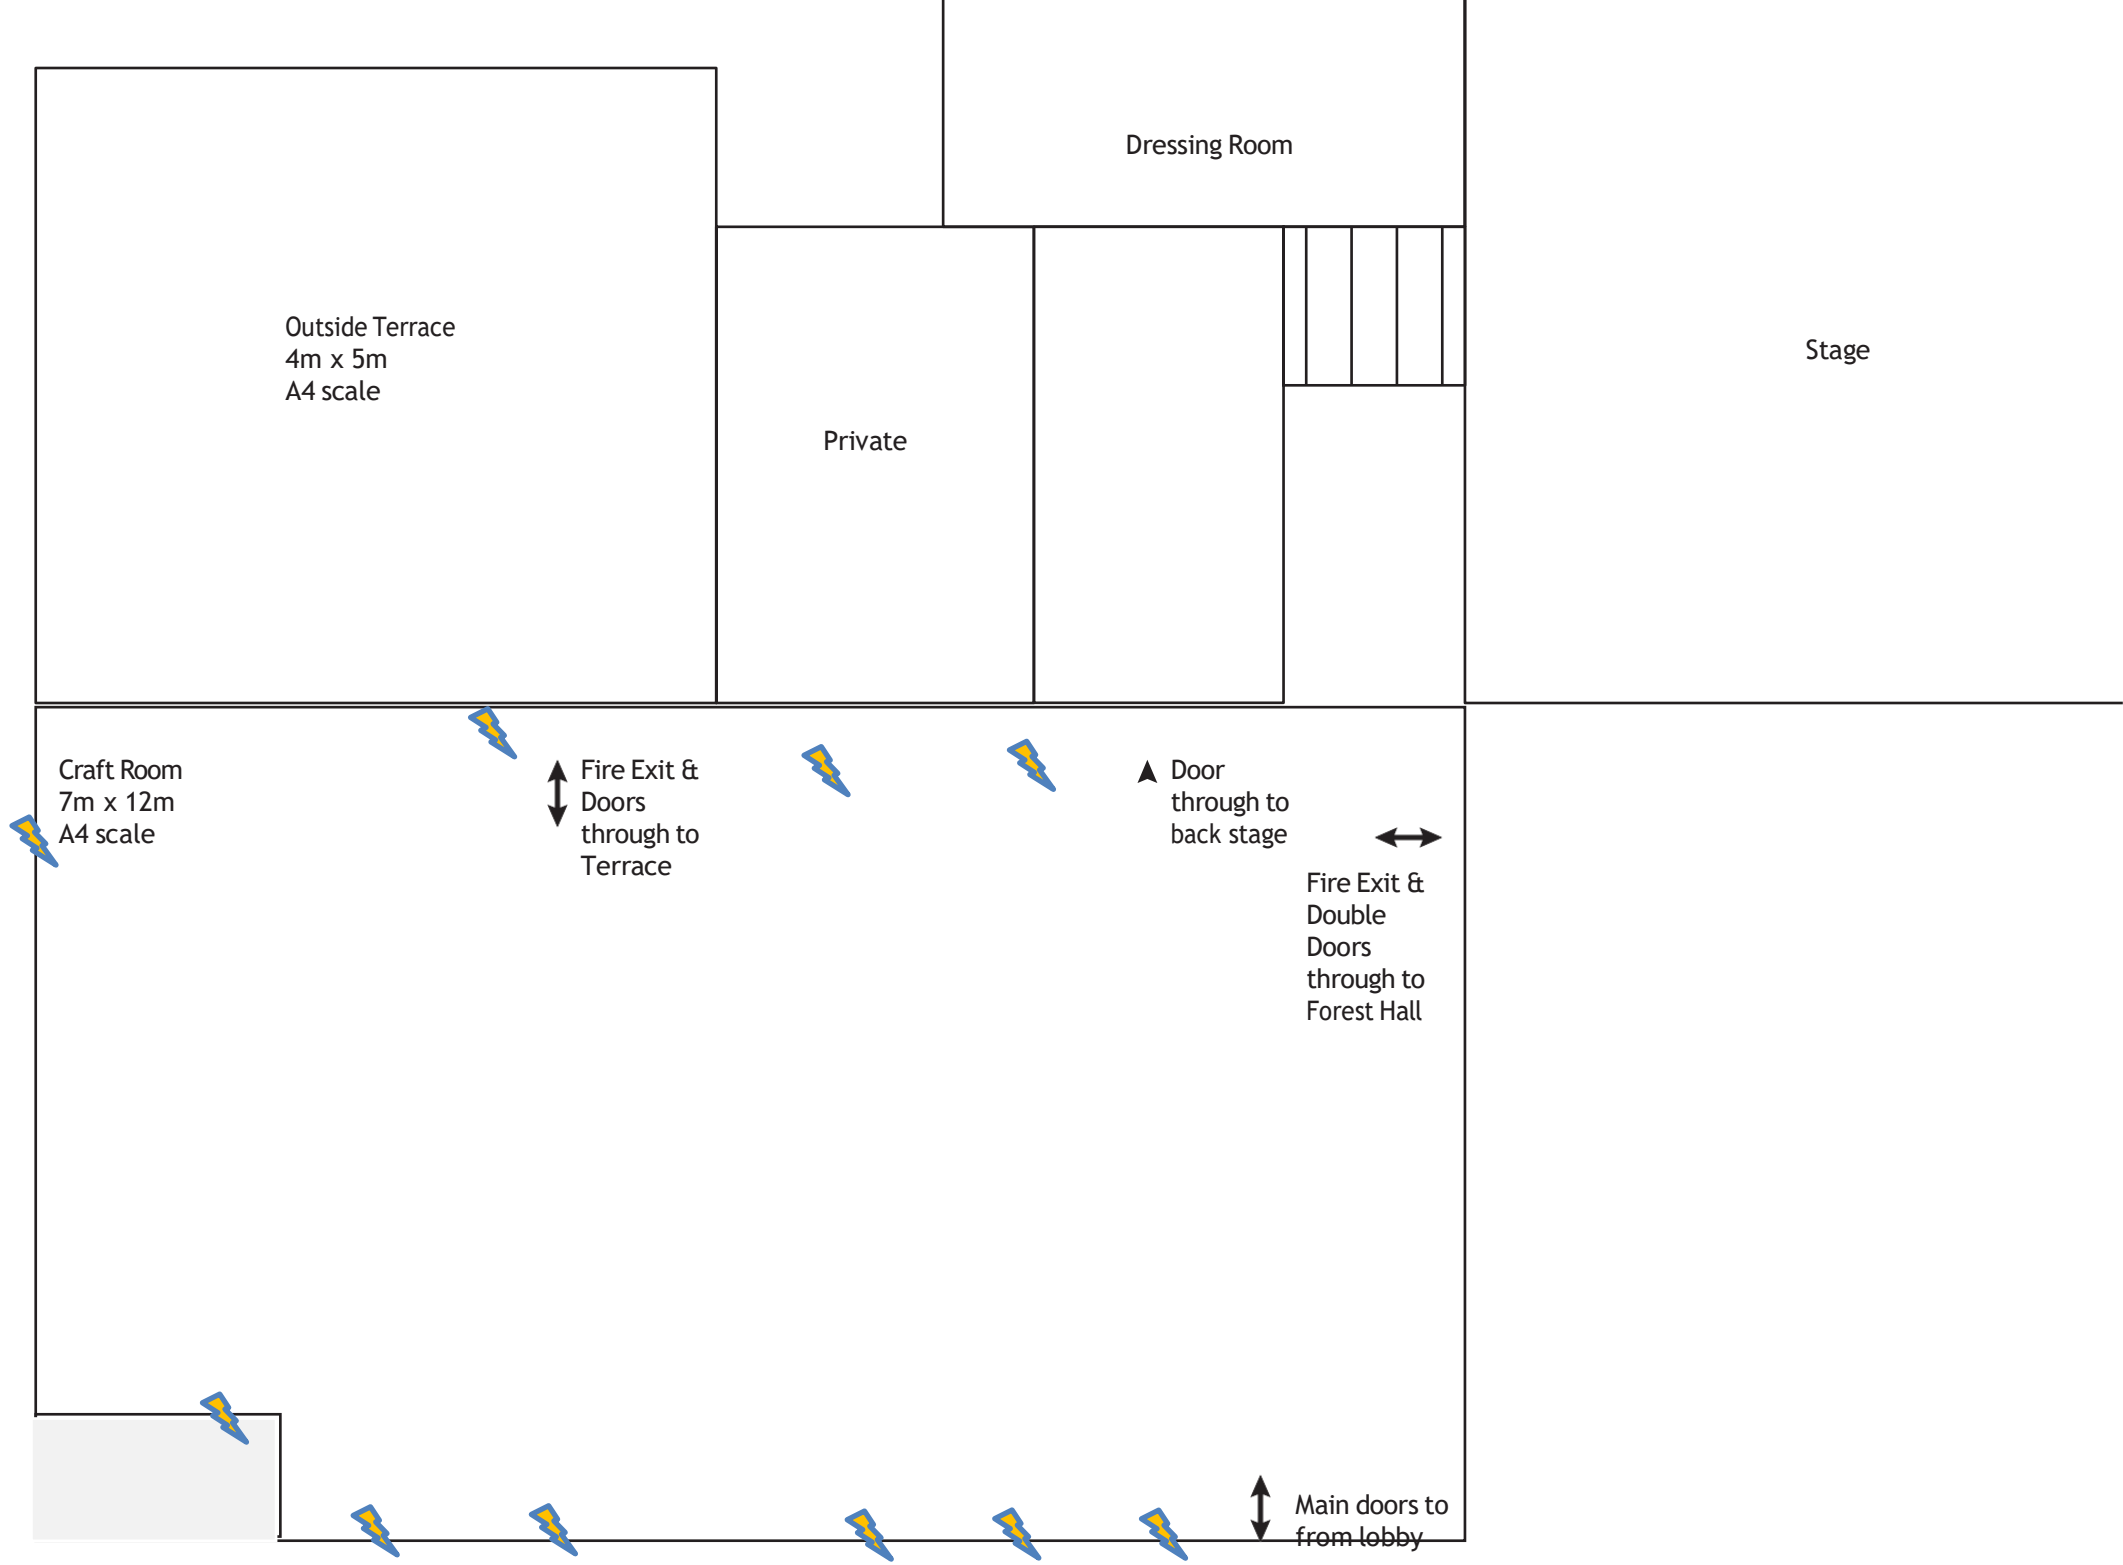 Dressing Room
Outside Terrace
4m x 5m
A4 scale
Stage
Private
Craft Room
7m x 12m
A4 scale
Fire Exit &
Doors
through to
Terrace
Door
through to
back stage
Fire Exit &
Double
Doors
through to
Forest Hall
Main doors to
from lobby